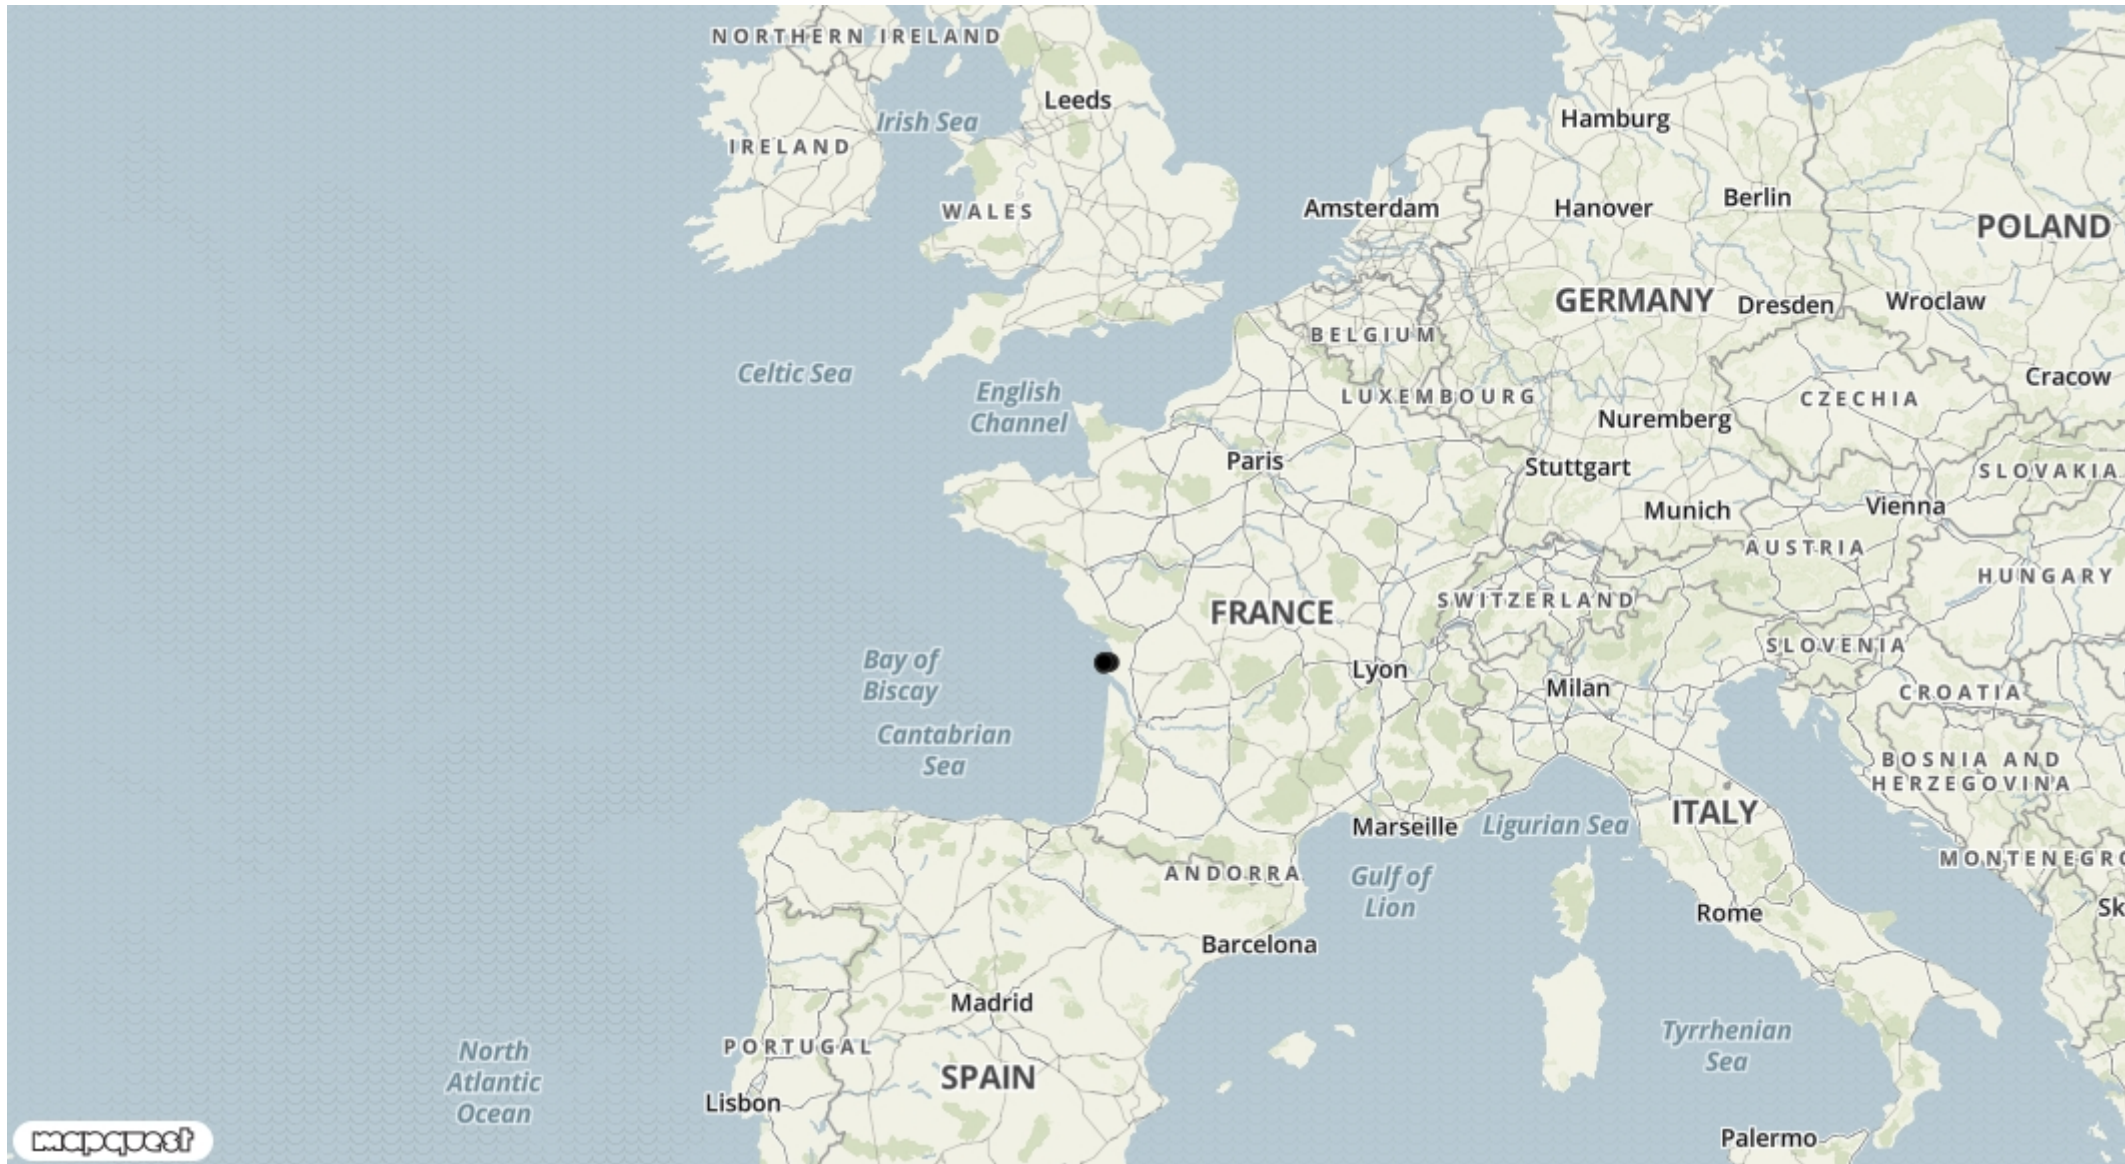 NORTHERN IRELAND
Leeds
Irish Sea
Hamburg
IRELAND
Berlin
Amsterdam
Hanover
WALES
POLAND
GERMANY
Dresden
Wroclaw
BELGIUM
Celtic Sea
Cracow
English
Channel
LUXEMBOURG
CZECHIA
Nuremberg
Paris
Stuttgart
SLOVAKIA
Munich
Vienna
AUSTRIA
HUNGARY
SWITZERLAND
FRANCE
SLOVENIA
Bay of
Biscay
Lyon
Milan
CROATIA
Cantabrian
Sea
BOSNIA AND
HERZEGOVINA
ITALY
Marseille
Ligurian Sea
MONTENEGRO
ANDORRA
Gulf of
Lion
Sk
Rome
Barcelona
Madrid
Tyrrhenian
Sea
PORTUGAL
North
Atlantic
Ocean
SPAIN
Lisbon
Palermo
mapquest